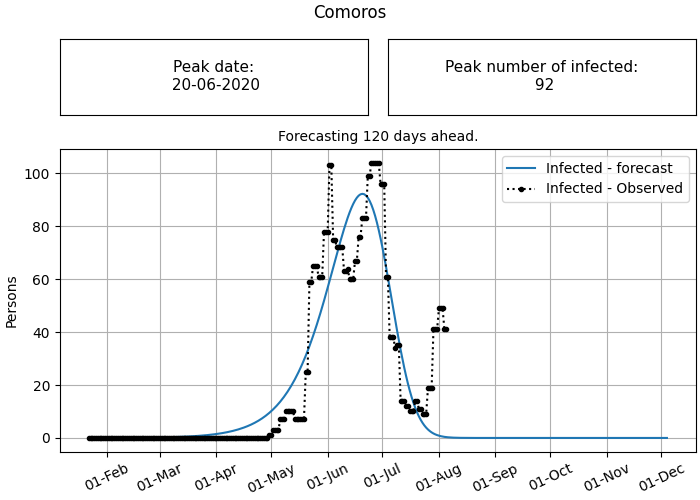 Comoros
Peak date:
20-06-2020
Peak number of infected:
92
Forecasting 120 days ahead.
Infected - forecast
Infected - Observed
Persons
100
80
60
40
20
0
01-Feb
01-Mar
01-Apr
01-May
01-Jun
01-Jul
01-Aug
01-Sep
01-Oct
01-Nov
01-Dec